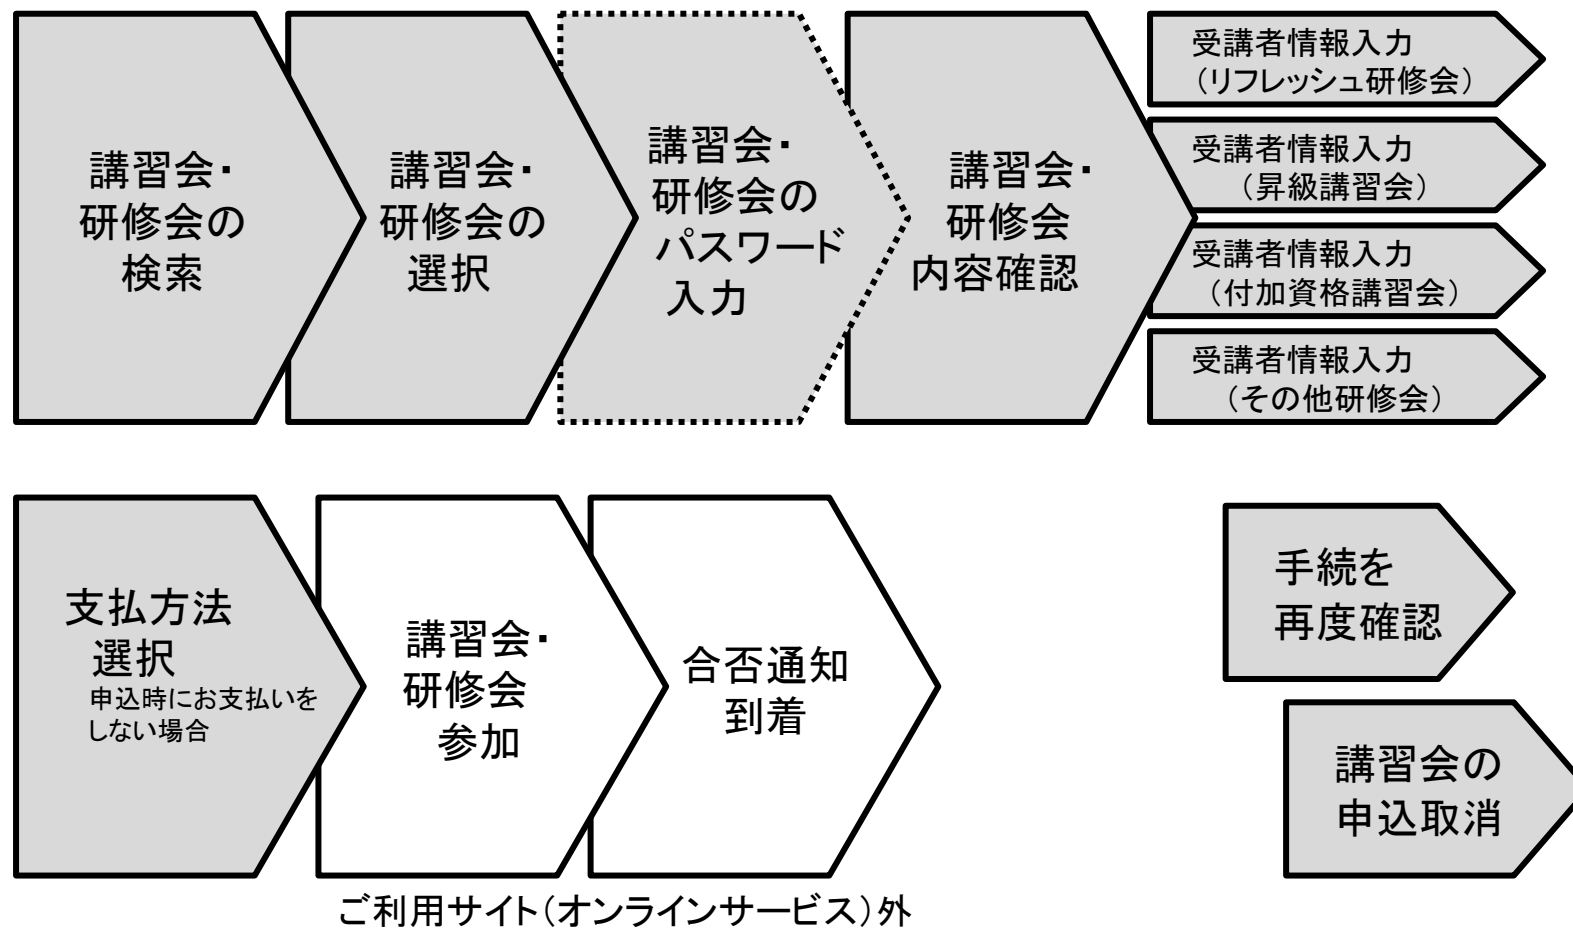 講習会・
研修会の
検索
講習会・
研修会の
選択
講習会・
研修会の
パスワード
入力
講習会・
研修会
内容確認
受講者情報入力
（リフレッシュ研修会）
受講者情報入力
（昇級講習会）
受講者情報入力
（付加資格講習会）
受講者情報入力
（その他研修会）
支払方法
選択
申込時にお支払いを
しない場合
講習会・
研修会
参加
合否通知
到着
手続を
再度確認
講習会の
申込取消
ご利用サイト（オンラインサービス）外